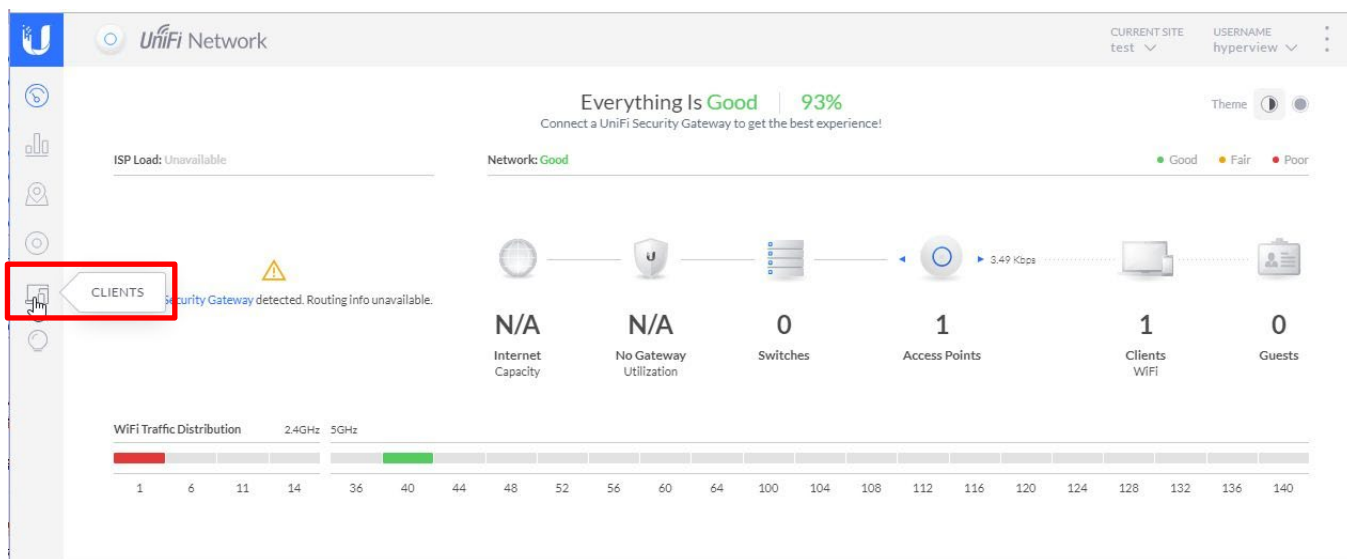 UniFi Network
CURRENT SITE
test
USERNAME
hyperview
Everything Is Good 93%
Connect a UniFi Security Gateway to get the best experience!
Theme
ISP Load: Unavailable
Network: Good
Good Fair Poor
CLIENTS
Security Gateway detected. Routing info unavailable.
3.49 Kbps
N/A
Internet
Capacity
N/A
No Gateway
Utilization
0
Switches
1
Access Points
1
Clients
WiFi
0
Guests
WiFi Traffic Distribution 2.4GHz 5GHz
1 6 11 14 36 40 44 48 52 56 60 64 100 104 108 112 116 120 124 128 132 136 140